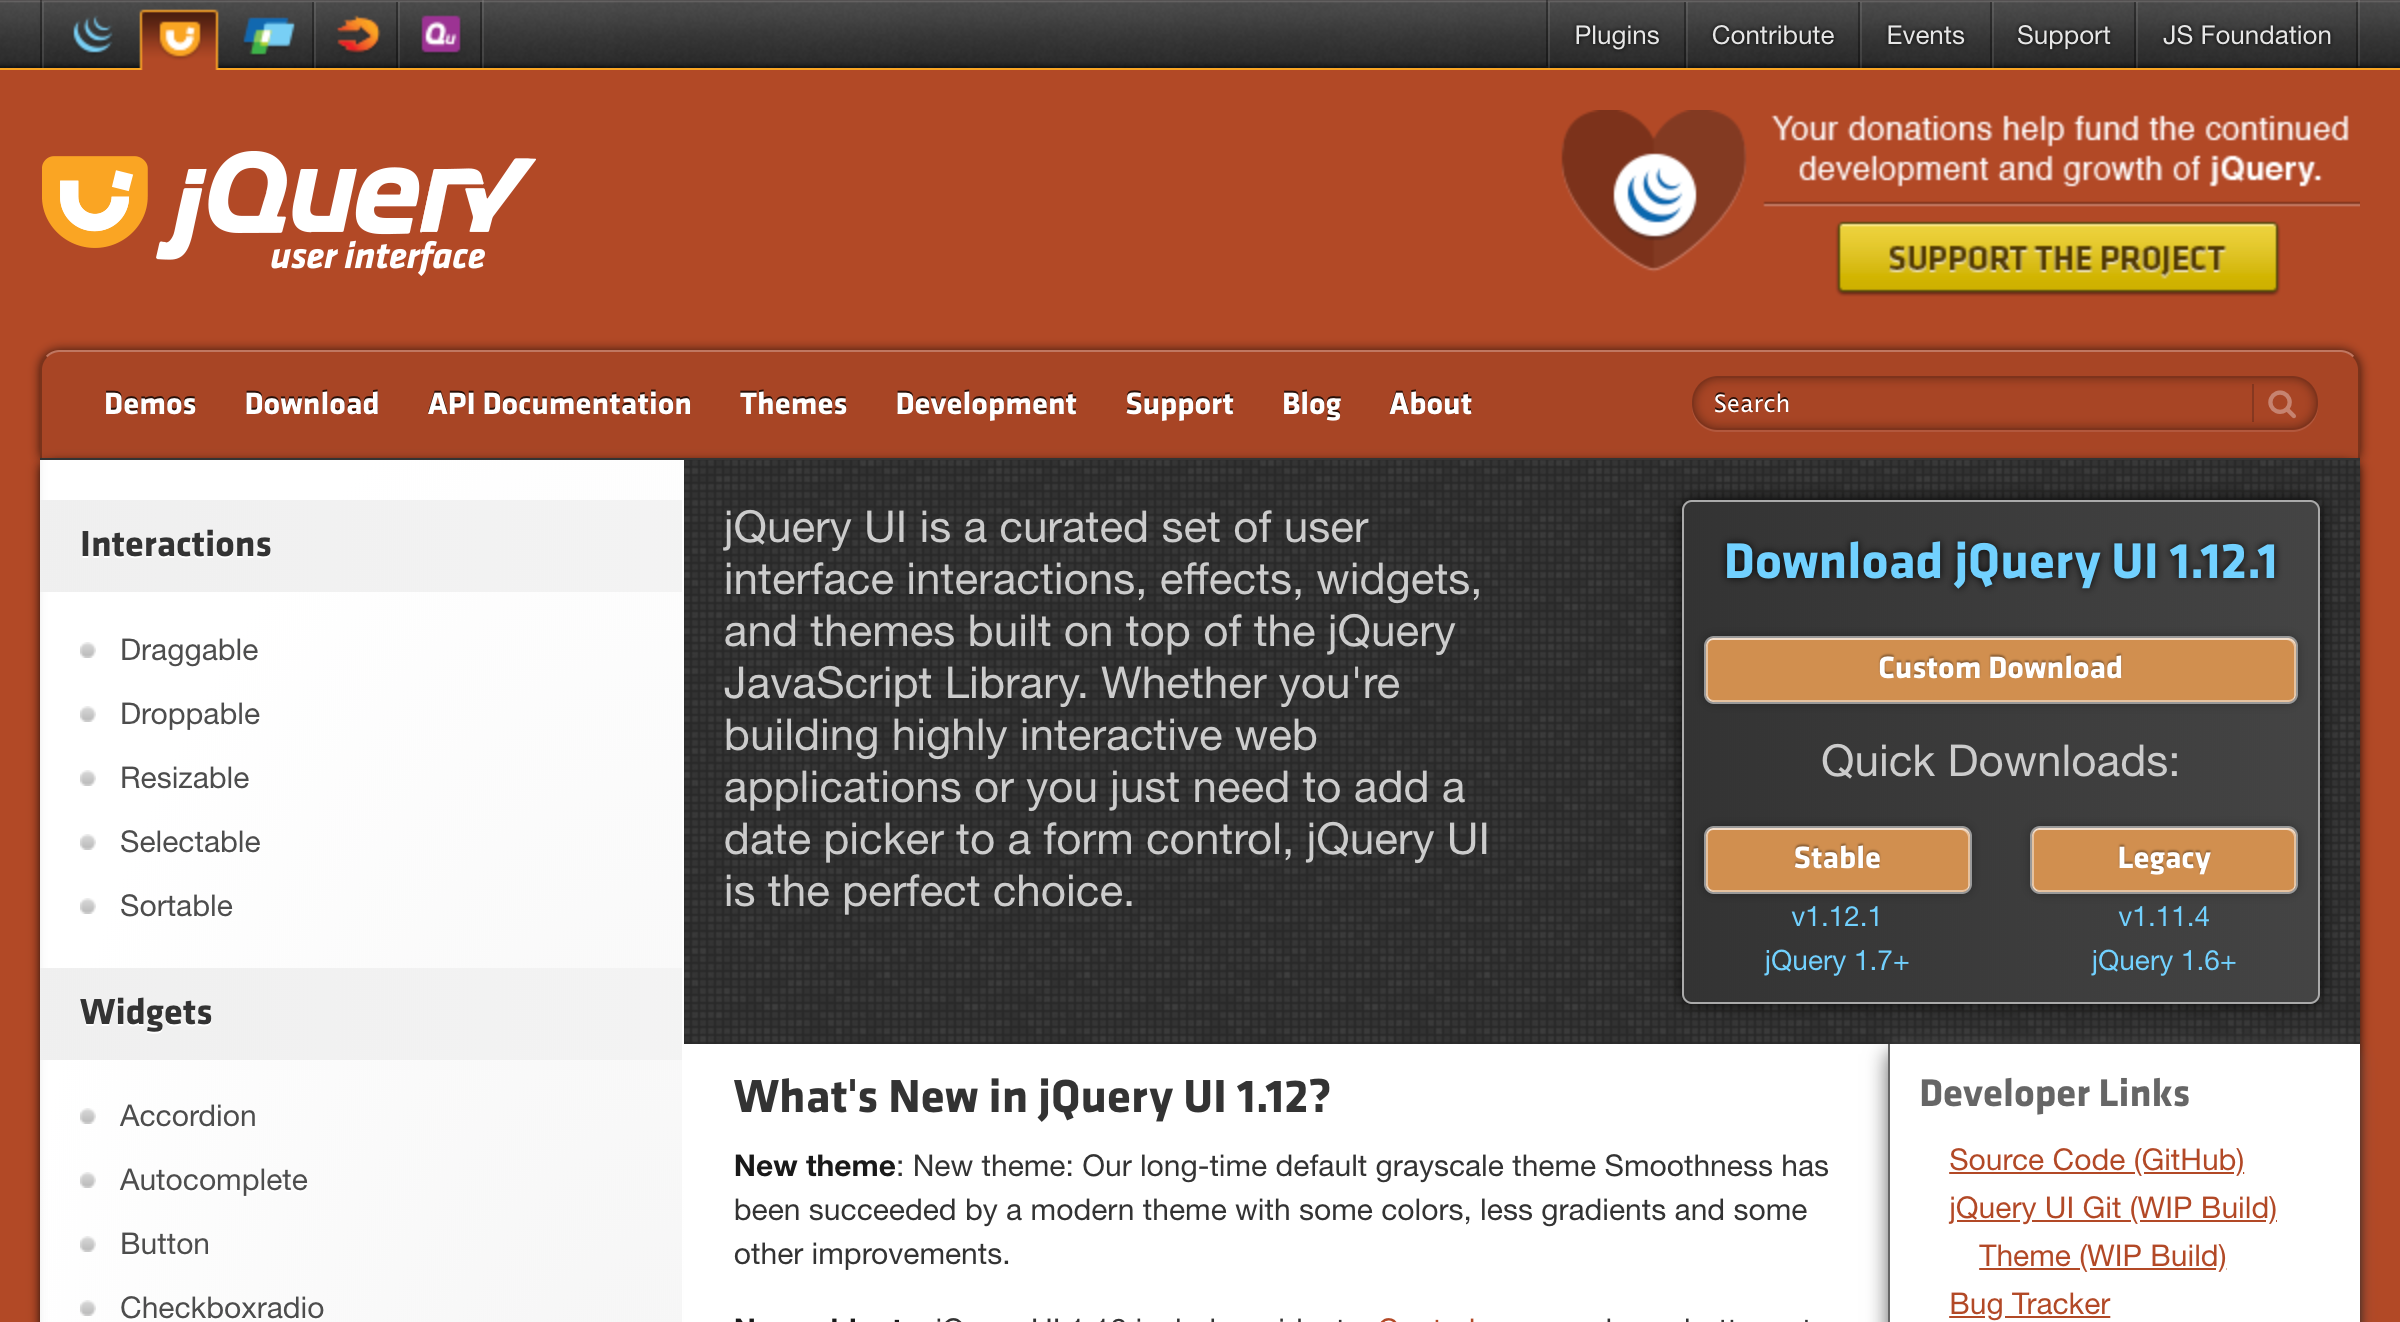 Qu
Plugins
Contribute
Events
Support
JS Foundation
jQuery
user interface
Your donations help fund the continued
development and growth of jQuery.
SUPPORT THE PROJECT
Demos
Download
API Documentation
Themes
Development
Support
Blog
About
Search
Interactions
Draggable
Droppable
Resizable
Selectable
Sortable
Widgets
Accordion
Autocomplete
Button
Checkboxradio
jQuery UI is a curated set of user
interface interactions, effects, widgets,
and themes built on top of the jQuery
JavaScript Library. Whether you're
building highly interactive web
applications or you just need to add a
date picker to a form control, jQuery UI
is the perfect choice.
Download jQuery UI 1.12.1
Custom Download
Quick Downloads:
Stable
v1.12.1
jQuery 1.7+
Legacy
v1.11.4
jQuery 1.6+
What's New in jQuery UI 1.12?
New theme: New theme: Our long-time default grayscale theme Smoothness has
been succeeded by a modern theme with some colors, less gradients and some
other improvements.
Developer Links
Source Code (GitHub)
jQuery UI Git (WIP Build)
Theme (WIP Build)
Bug Tracker